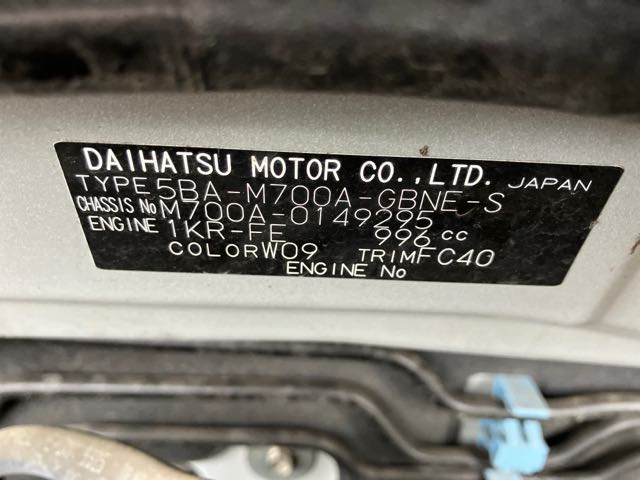 DAIHATSU MOTOR CO.,LTD. JAPAN
TYPE 5BA-M700A-GBNE-S
CHASSIS No M700A-0149295
ENGINE 1KR-FE 996 cc
COLOR W09 TRIM FC40
ENGINE No